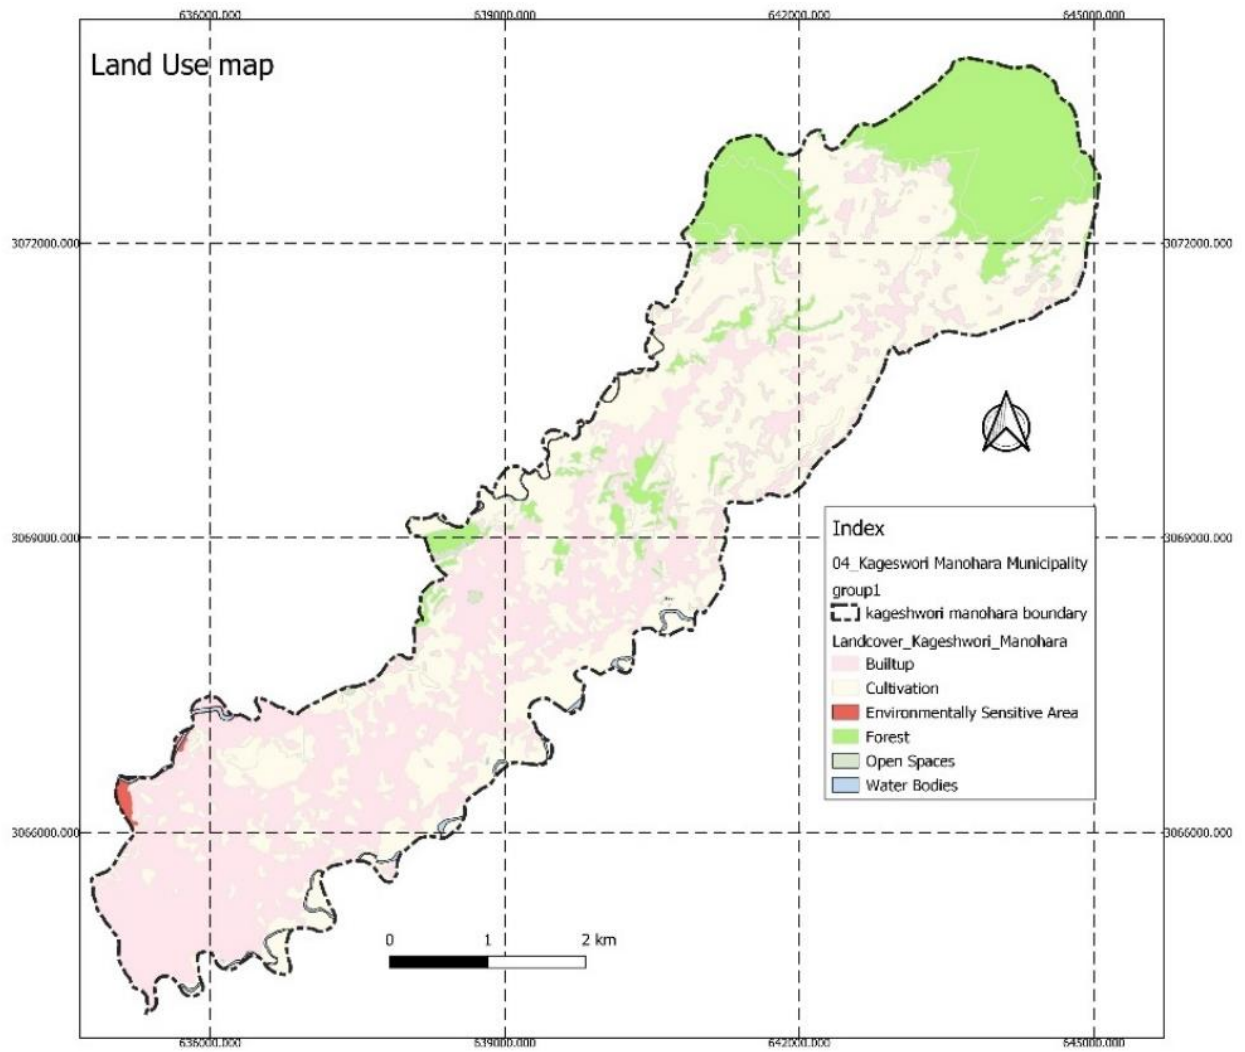 636000.000 639000.000 642000.000 645000.000
Land Use map
3072000.000 3072000.000
3069000.000 3069000.000
Index
04_Kageswori Manohara Municipality
group1
kageshwori manohara boundary
Landcover_Kageshwori_Manohara
Builtup
Cultivation
Environmentally Sensitive Area
Forest
Open Spaces
Water Bodies
3066000.000 3066000.000
0 1 2 km
636000.000 639000.000 642000.000 645000.000